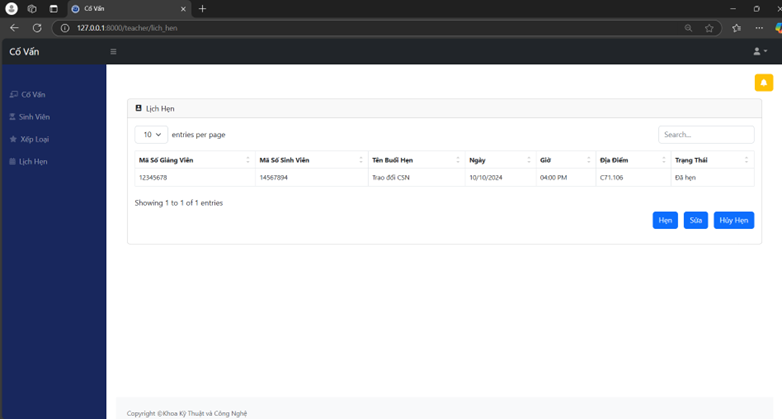 Cố Vấn
127.0.0.1:8000/teacher/lich_hen
Cố Vấn
Cố Vấn
Sinh Viên
Xếp Loại
Lịch Hẹn
Lịch Hẹn
10 entries per page
Search...
Mã Số Giảng Viên Mã Số Sinh Viên Tên Buổi Hẹn Ngày Giờ Địa Điểm Trạng Thái
12345678 14567894 Trao đổi CSN 10/10/2024 04:00 PM C71.106 Đã hẹn
Showing 1 to 1 of 1 entries
Hẹn Sửa Hủy Hẹn
Copyright ©Khoa Kỹ Thuật và Công Nghệ